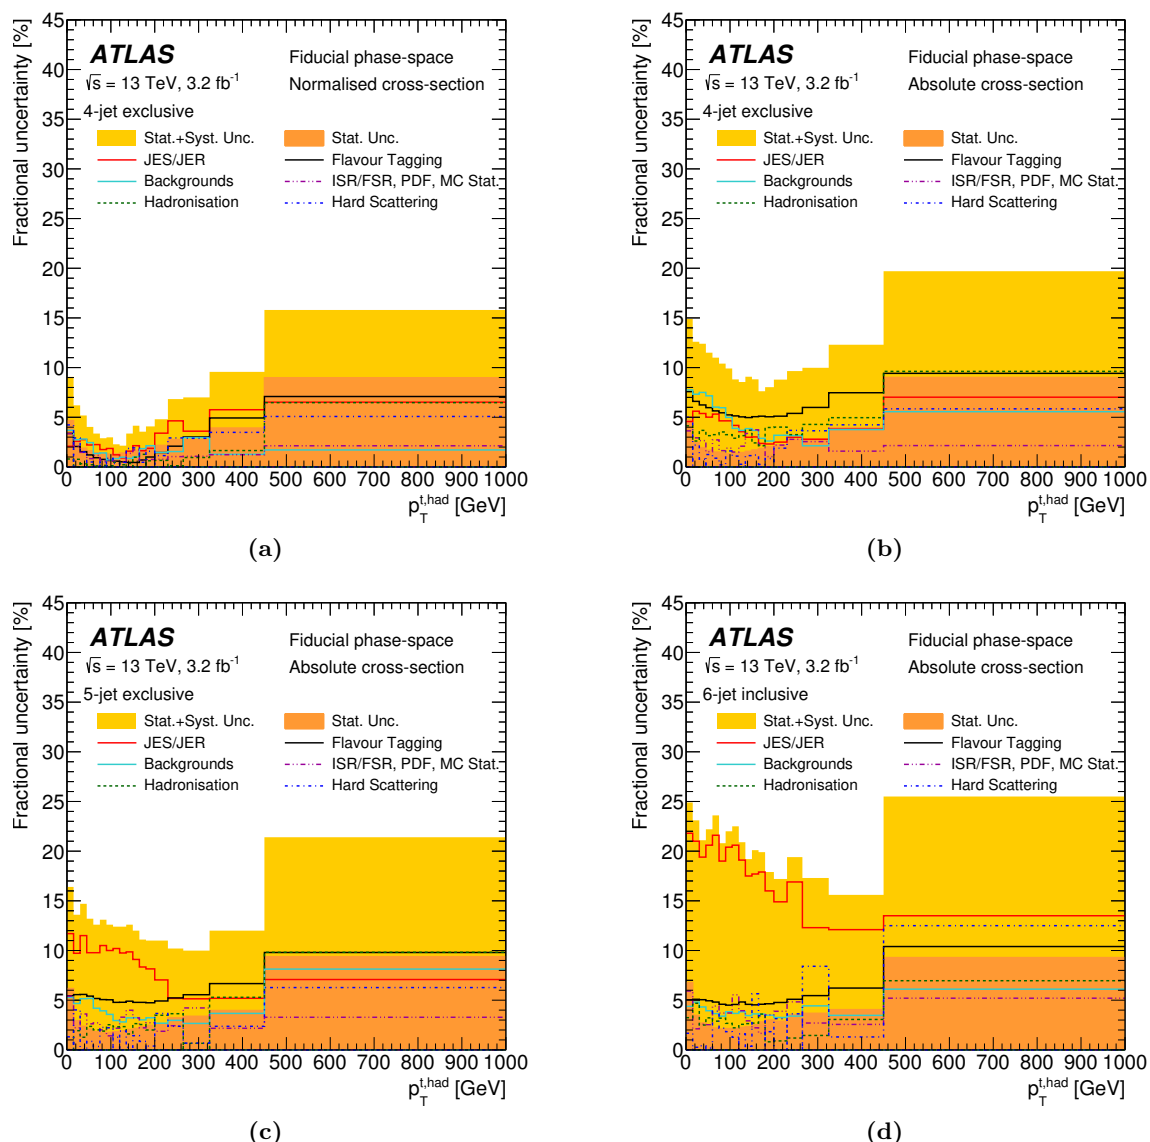 Fractional uncertainty [%]
45
40
35
30
25
20
15
10
5
0
ATLAS
√s = 13 TeV, 3.2 fb⁻¹
4-jet exclusive
Fiducial phase-space
Normalised cross-section
Stat.+Syst. Unc.
Stat. Unc.
JES/JER
Flavour Tagging
Backgrounds
ISR/FSR, PDF, MC Stat.
Hadronisation
Hard Scattering
0 100 200 300 400 500 600 700 800 900 1000
p_T^{t,had} [GeV]
(a)
Fractional uncertainty [%]
45
40
35
30
25
20
15
10
5
0
ATLAS
√s = 13 TeV, 3.2 fb⁻¹
4-jet exclusive
Fiducial phase-space
Absolute cross-section
Stat.+Syst. Unc.
Stat. Unc.
JES/JER
Flavour Tagging
Backgrounds
ISR/FSR, PDF, MC Stat.
Hadronisation
Hard Scattering
0 100 200 300 400 500 600 700 800 900 1000
p_T^{t,had} [GeV]
(b)
Fractional uncertainty [%]
45
40
35
30
25
20
15
10
5
0
ATLAS
√s = 13 TeV, 3.2 fb⁻¹
5-jet exclusive
Fiducial phase-space
Absolute cross-section
Stat.+Syst. Unc.
Stat. Unc.
JES/JER
Flavour Tagging
Backgrounds
ISR/FSR, PDF, MC Stat.
Hadronisation
Hard Scattering
0 100 200 300 400 500 600 700 800 900 1000
p_T^{t,had} [GeV]
(c)
Fractional uncertainty [%]
45
40
35
30
25
20
15
10
5
0
ATLAS
√s = 13 TeV, 3.2 fb⁻¹
6-jet inclusive
Fiducial phase-space
Absolute cross-section
Stat.+Syst. Unc.
Stat. Unc.
JES/JER
Flavour Tagging
Backgrounds
ISR/FSR, PDF, MC Stat.
Hadronisation
Hard Scattering
0 100 200 300 400 500 600 700 800 900 1000
p_T^{t,had} [GeV]
(d)